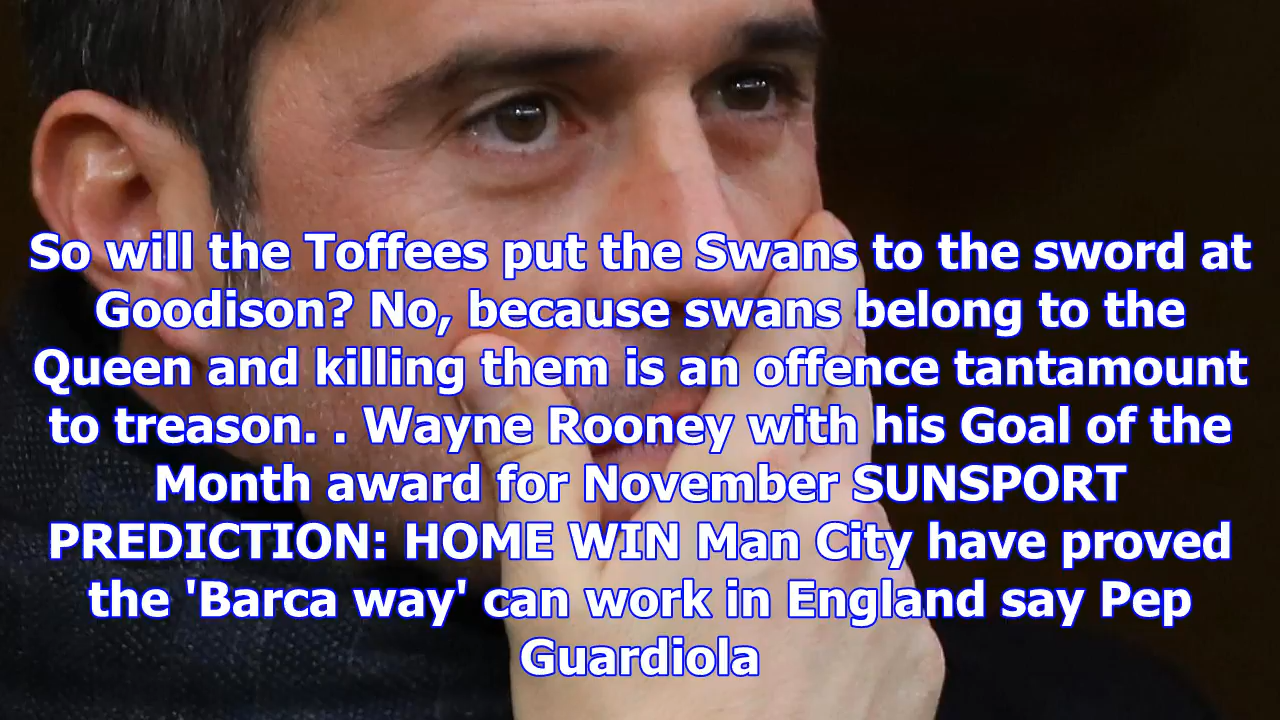 So will the Toffees put the Swans to the sword at
Goodison? No, because swans belong to the
Queen and killing them is an offence tantamount
to treason. . Wayne Rooney with his Goal of the
Month award for November SUNSPORT
PREDICTION: HOME WIN Man City have proved
the 'Barca way' can work in England say Pep
Guardiola